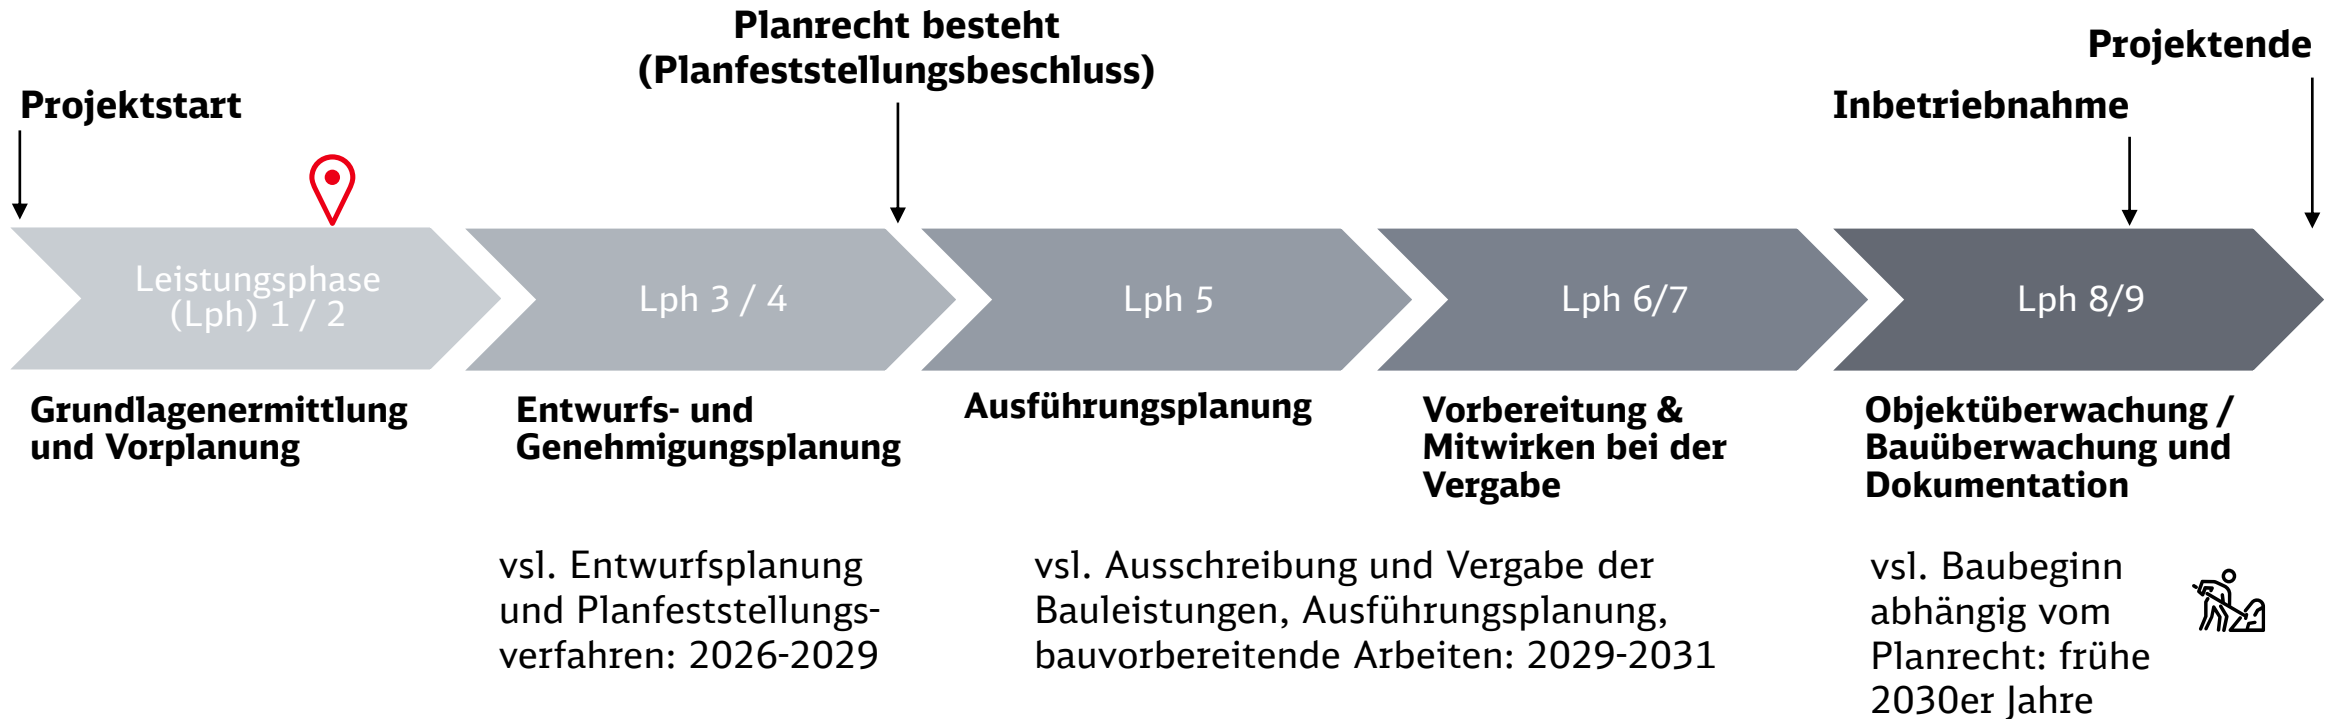 Projektstart
Planrecht besteht
(Planfeststellungsbeschluss)
Inbetriebnahme
Projektende
Leistungsphase
(Lph) 1 / 2
Lph 3 / 4
Lph 5
Lph 6/7
Lph 8/9
Grundlagenermittlung
und Vorplanung
Entwurfs- und
Genehmigungsplanung
Ausführungsplanung
Vorbereitung &
Mitwirken bei der
Vergabe
Objektüberwachung /
Bauüberwachung und
Dokumentation
vsl. Entwurfsplanung
und Planfeststellungs-
verfahren: 2026-2029
vsl. Ausschreibung und Vergabe der
Bauleistungen, Ausführungsplanung,
bauvorbereitende Arbeiten: 2029-2031
vsl. Baubeginn
abhängig vom
Planrecht: frühe
2030er Jahre